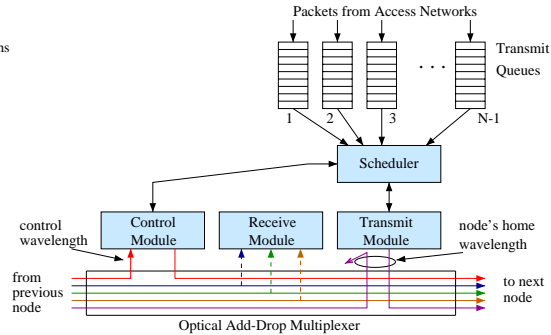 Packets from Access Networks
ns
Transmit
Queues
. . .
1 2 3 N-1
Scheduler
control
wavelength
Control
Module
Receive
Module
Transmit
Module
node's home
wavelength
from
previous
node
to next
node
Optical Add-Drop Multiplexer